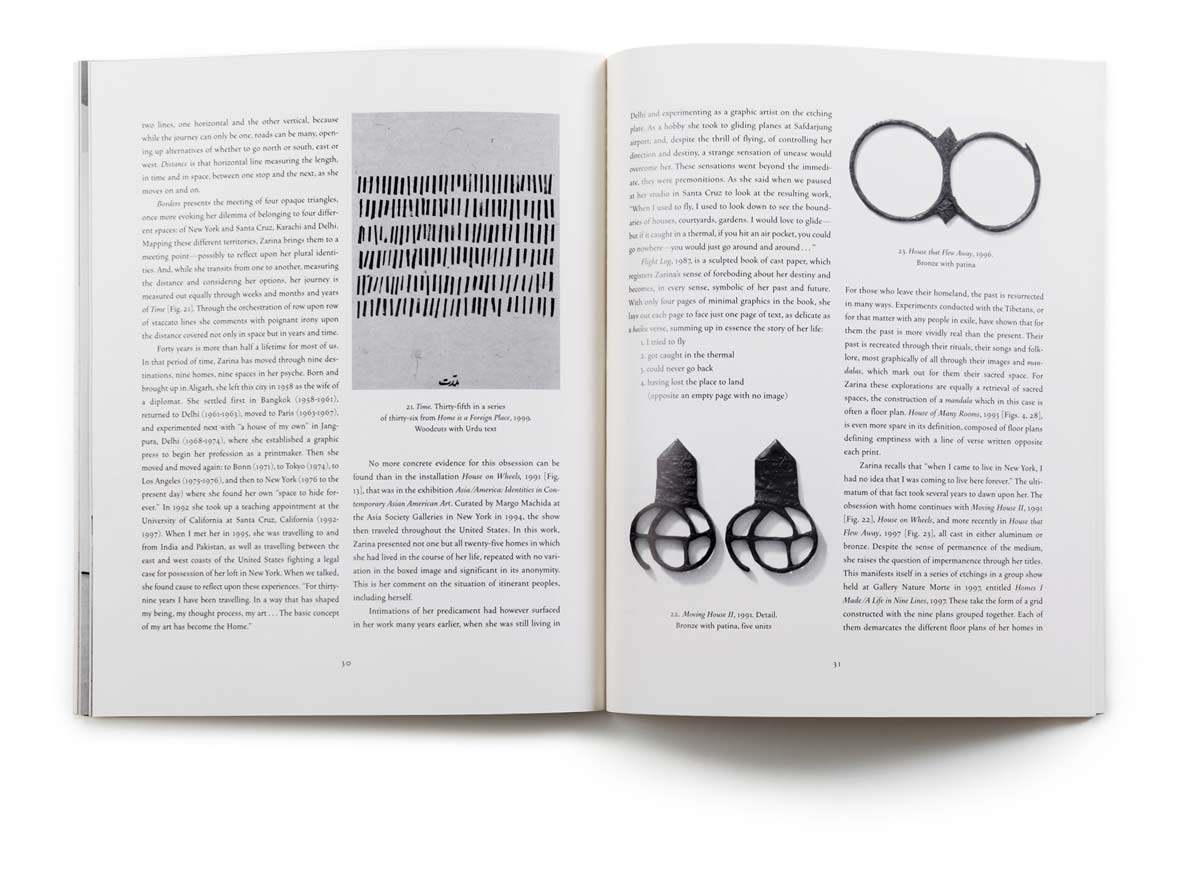 two lines, one horizontal and the other vertical, because
while the journey can only be one, roads can be many, open-
ing up alternatives of whether to go north or south, east or
west. Distance is that horizontal line measuring the length,
in time and in space, between one stop and the next, as she
moves on and on.
Borders presents the meeting of four opaque triangles,
once more evoking her dilemma of belonging to four differ-
ent spaces: of New York and Santa Cruz, Karachi and Delhi.
Mapping these different territories, Zarina brings them to a
meeting point—possibly to reflect upon her plural identi-
ties. And, while she transits from one to another, measuring
the distance and considering her options, her journey is
measured out equally through weeks and months and years
of Time [Fig. 21]. Through the orchestration of row upon row
of staccato lines she comments with poignant irony upon
the distance covered not only in space but in years and time.
Forty years is more than half a lifetime for most of us.
In that period of time, Zarina has moved through nine des-
tinations, nine homes, nine spaces in her psyche. Born and
brought up in Aligarh, she left this city in 1958 as the wife of
a diplomat. She settled first in Bangkok (1958-1961),
returned to Delhi (1961-1963), moved to Paris (1963-1967),
and experimented next with “a house of my own” in Jang-
pura, Delhi (1968-1974), where she established a graphic
press to begin her profession as a printmaker. Then she
moved and moved again: to Bonn (1971), to Tokyo (1974), to
Los Angeles (1975-1976), and then to New York (1976 to the
present day) where she found her own “space to hide for-
ever.” In 1992 she took up a teaching appointment at the
University of California at Santa Cruz, California (1992-
1997). When I met her in 1995, she was travelling to and
from India and Pakistan, as well as travelling between the
east and west coasts of the United States fighting a legal
case for possession of her loft in New York. When we talked,
she found cause to reflect upon these experiences. “For thirty-
nine years I have been travelling. In a way that has shaped
my being, my thought process, my art . . . The basic concept
of my art has become the Home.”
21. Time. Thirty-fifth in a series
of thirty-six from Home is a Foreign Place, 1999.
Woodcuts with Urdu text
No more concrete evidence for this obsession can be
found than in the installation House on Wheels, 1991 [Fig.
13], that was in the exhibition Asia/America: Identities in Con-
temporary Asian American Art. Curated by Margo Machida at
the Asia Society Galleries in New York in 1994, the show
then traveled throughout the United States. In this work,
Zarina presented not one but all twenty-five homes in which
she had lived in the course of her life, repeated with no vari-
ation in the boxed image and significant in its anonymity.
This is her comment on the situation of itinerant peoples,
including herself.
Intimations of her predicament had however surfaced
in her work many years earlier, when she was still living in
30
Delhi and experimenting as a graphic artist on the etching
plate. As a hobby she took to gliding planes at Safdarjung
airport; and, despite the thrill of flying, of controlling her
direction and destiny, a strange sensation of unease would
overcome her. These sensations went beyond the immedi-
ate, they were premonitions. As she said when we paused
at her studio in Santa Cruz to look at the resulting work,
“When I used to fly, I used to look down to see the bound-
aries of houses, courtyards, gardens. I would love to glide—
but if it caught in a thermal, if you hit an air pocket, you could
go nowhere—you would just go around and around . . .”
Flight Log, 1987, is a sculpted book of cast paper, which
registers Zarina’s sense of foreboding about her destiny and
becomes, in every sense, symbolic of her past and future.
With only four pages of minimal graphics in the book, she
lays out each page to face just one page of text, as delicate as
a haiku verse, summing up in essence the story of her life:
1. I tried to fly
2. got caught in the thermal
3. could never go back
4. having lost the place to land
(opposite an empty page with no image)
22. Moving House II, 1991. Detail.
Bronze with patina, five units
23. House that Flew Away, 1996.
Bronze with patina
For those who leave their homeland, the past is resurrected
in many ways. Experiments conducted with the Tibetans, or
for that matter with any people in exile, have shown that for
them the past is more vividly real than the present. Their
past is recreated through their rituals, their songs and folk-
lore, most graphically of all through their images and man-
dalas, which mark out for them their sacred space. For
Zarina these explorations are equally a retrieval of sacred
spaces, the construction of a mandala which in this case is
often a floor plan. House of Many Rooms, 1993 [Figs. 4, 28],
is even more spare in its definition, composed of floor plans
defining emptiness with a line of verse written opposite
each print.
Zarina recalls that “when I came to live in New York, I
had no idea that I was coming to live here forever.” The ulti-
matum of that fact took several years to dawn upon her. The
obsession with home continues with Moving House II, 1991
[Fig. 22], House on Wheels, and more recently in House that
Flew Away, 1997 [Fig. 23], all cast in either aluminum or
bronze. Despite the sense of permanence of the medium,
she raises the question of impermanence through her titles.
This manifests itself in a series of etchings in a group show
held at Gallery Nature Morte in 1997, entitled Homes I
Made/A Life in Nine Lines, 1997. These take the form of a grid
constructed with the nine plans grouped together. Each of
them demarcates the different floor plans of her homes in
31